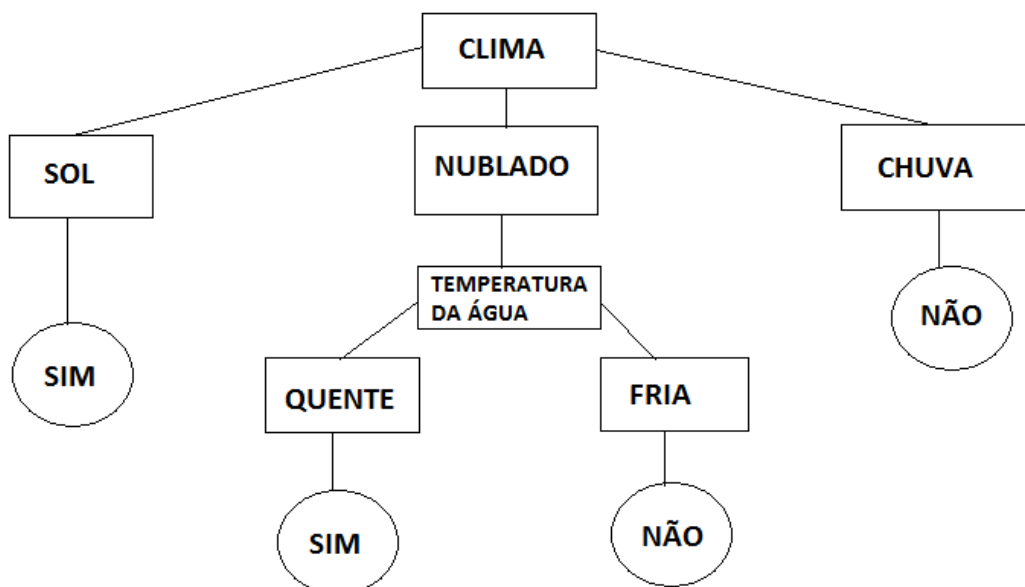 CLIMA
SOL
NUBLADO
CHUVA
TEMPERATURA
DA ÁGUA
NÃO
SIM
QUENTE
FRIA
SIM
NÃO